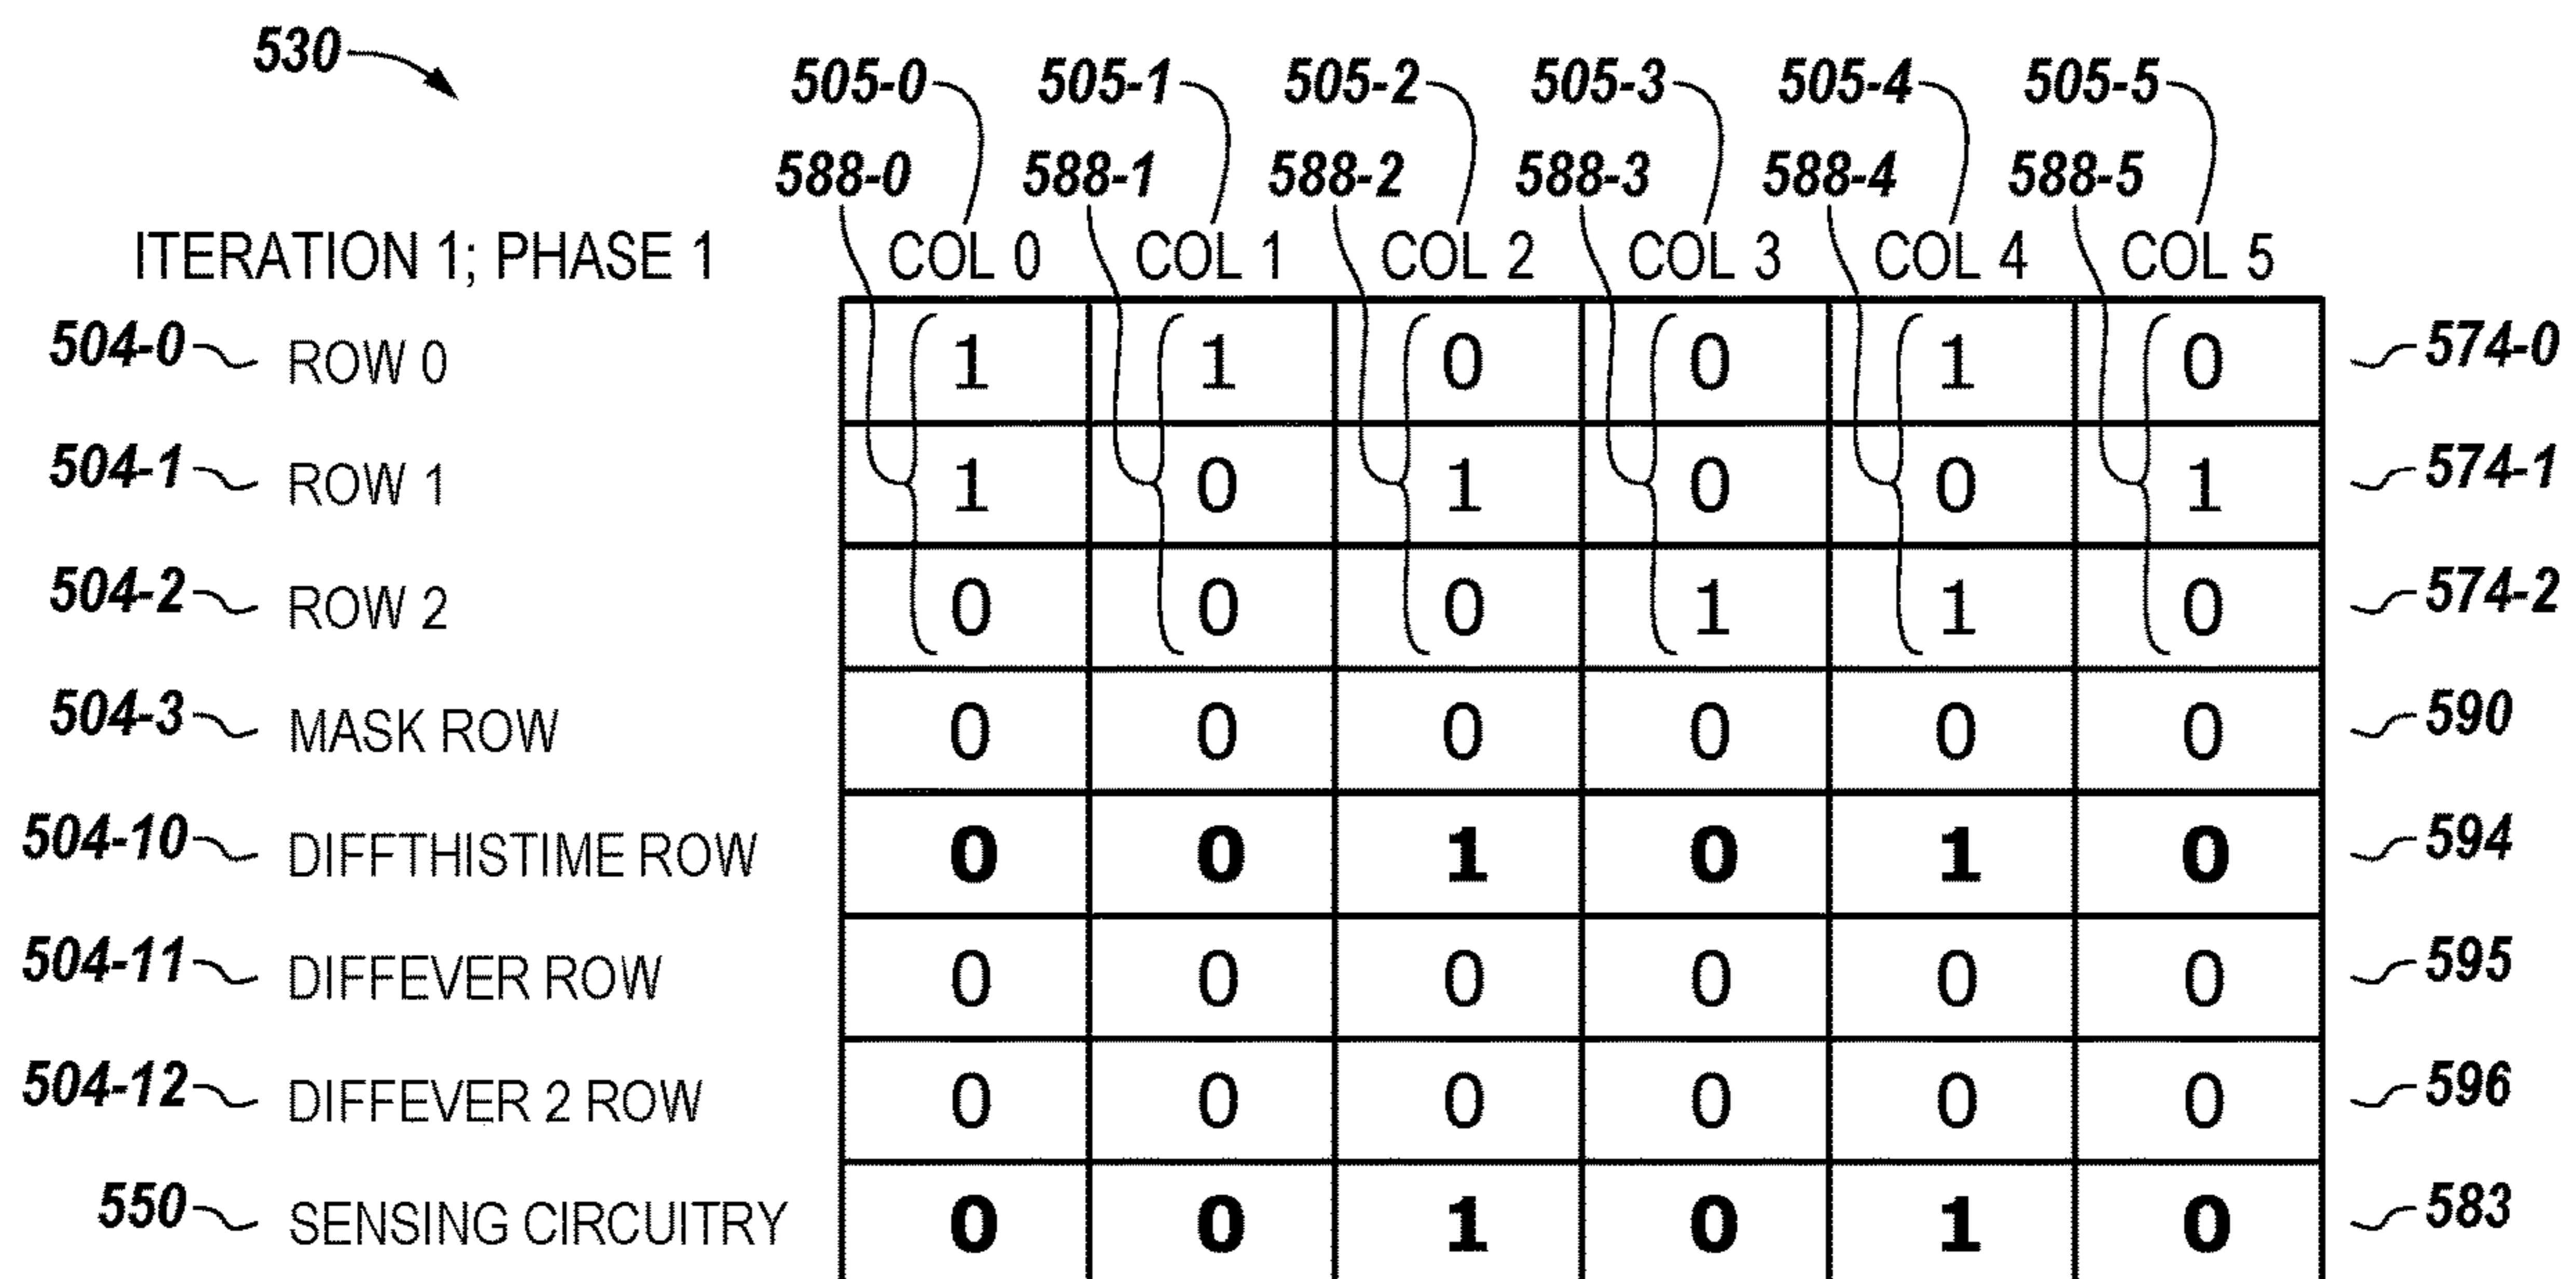 530
505-0 505-1 505-2 505-3 505-4 505-5
588-0 588-1 588-2 588-3 588-4 588-5
ITERATION 1; PHASE 1 COL 0 COL 1 COL 2 COL 3 COL 4 COL 5
504-0 ROW 0 1 1 0 0 1 0 574-0
504-1 ROW 1 1 0 1 0 0 1 574-1
504-2 ROW 2 0 0 0 1 1 0 574-2
504-3 MASK ROW 0 0 0 0 0 0 590
504-10 DIFFTHISTIME ROW 0 0 1 0 1 0 594
504-11 DIFFEVER ROW 0 0 0 0 0 0 595
504-12 DIFFEVER 2 ROW 0 0 0 0 0 0 596
550 SENSING CIRCUITRY 0 0 1 0 1 0 583